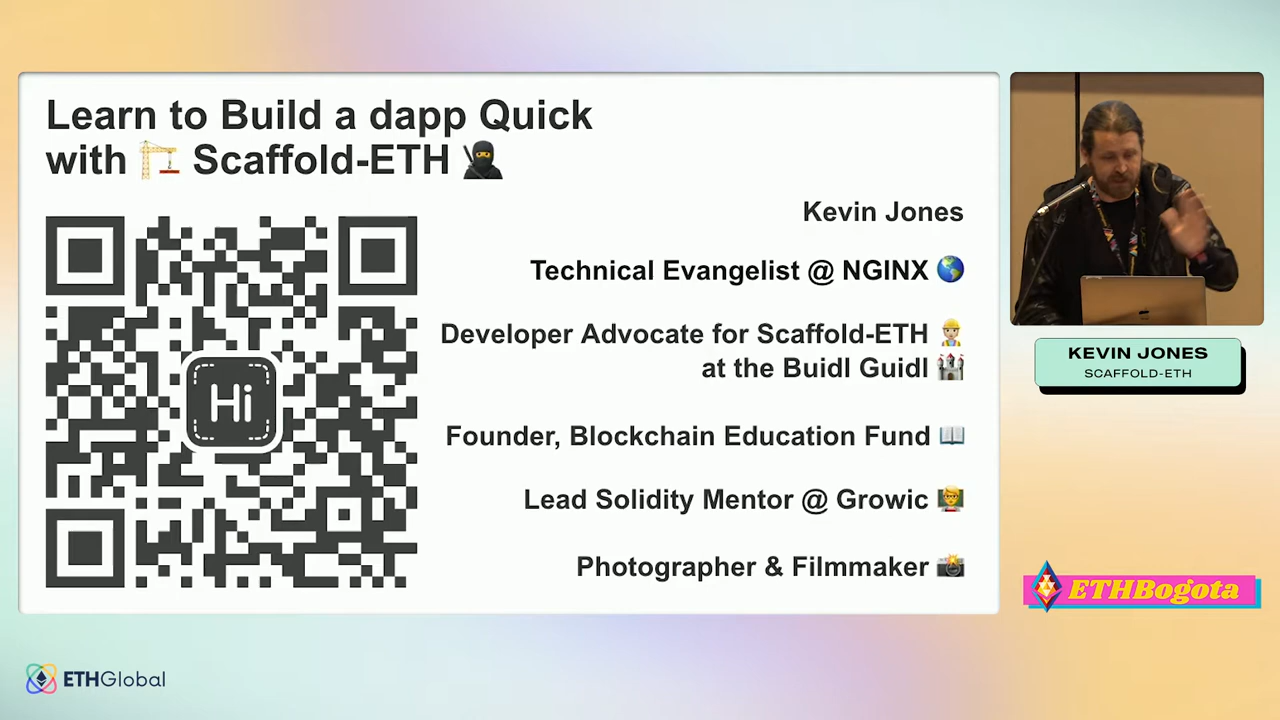 Learn to Build a dapp Quick
with 🏗️ Scaffold-ETH 🥷
Hi
Kevin Jones
Technical Evangelist @ NGINX 🌎
Developer Advocate for Scaffold-ETH 👷🏼
at the Buidl Guidl 🏰
Founder, Blockchain Education Fund 📖
Lead Solidity Mentor @ Growic 👨‍🏫
Photographer & Filmmaker 📸
KEVIN JONES
SCAFFOLD-ETH
ETHBogota
ETHGlobal